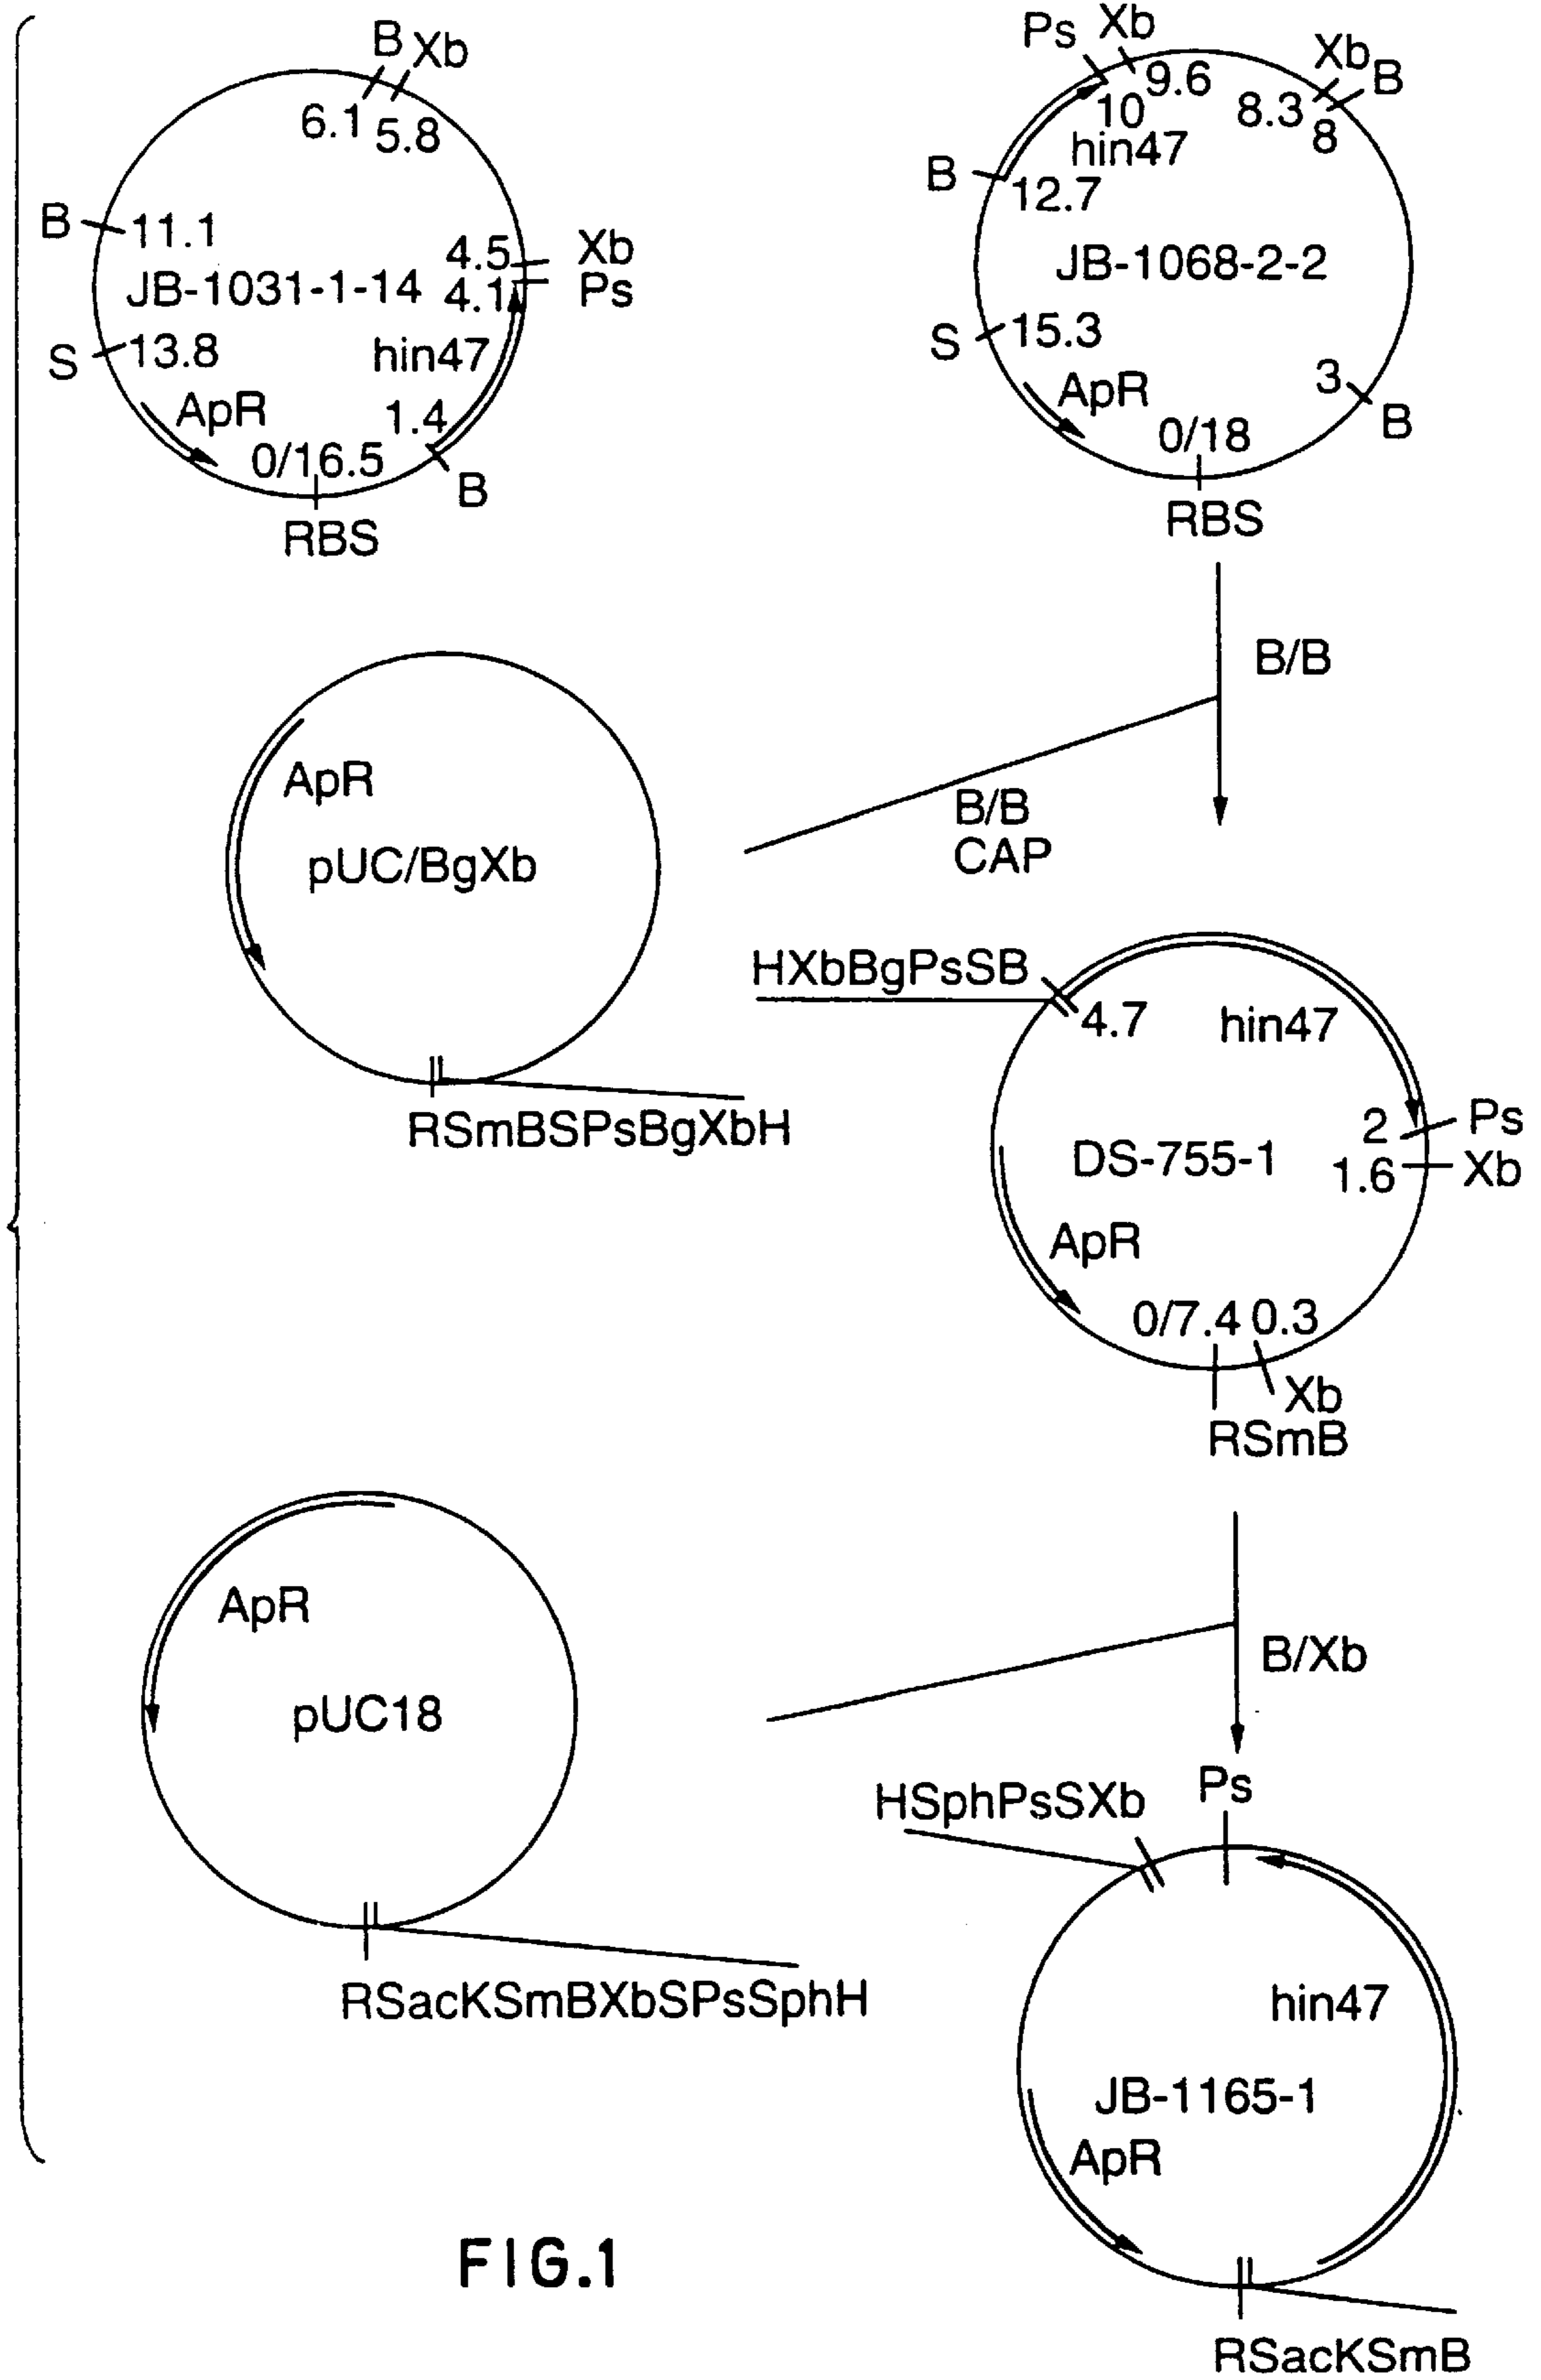 B Xb
6.1 5.8
B 11.1
4.5 Xb
JB-1031-1-14 4.1 Ps
S 13.8
hin47
ApR
1.4
0/16.5
B
RBS
Ps Xb
Xb B
9.6
10
8.3
8
hin47
B
12.7
JB-1068-2-2
S 15.3
ApR
3
B
0/18
RBS
B/B
ApR
pUC/BgXb
B/B
CAP
RSmBSPsBgXbH
HXbBgPsSB
4.7
hin47
2 Ps
DS-755-1
1.6 Xb
ApR
0/7.4 0.3
Xb
RSmB
ApR
pUC18
B/Xb
RSacKSmBXbSPsSphH
Ps
HSphPsSXb
hin47
JB-1165-1
ApR
RSacKSmB
FIG.1